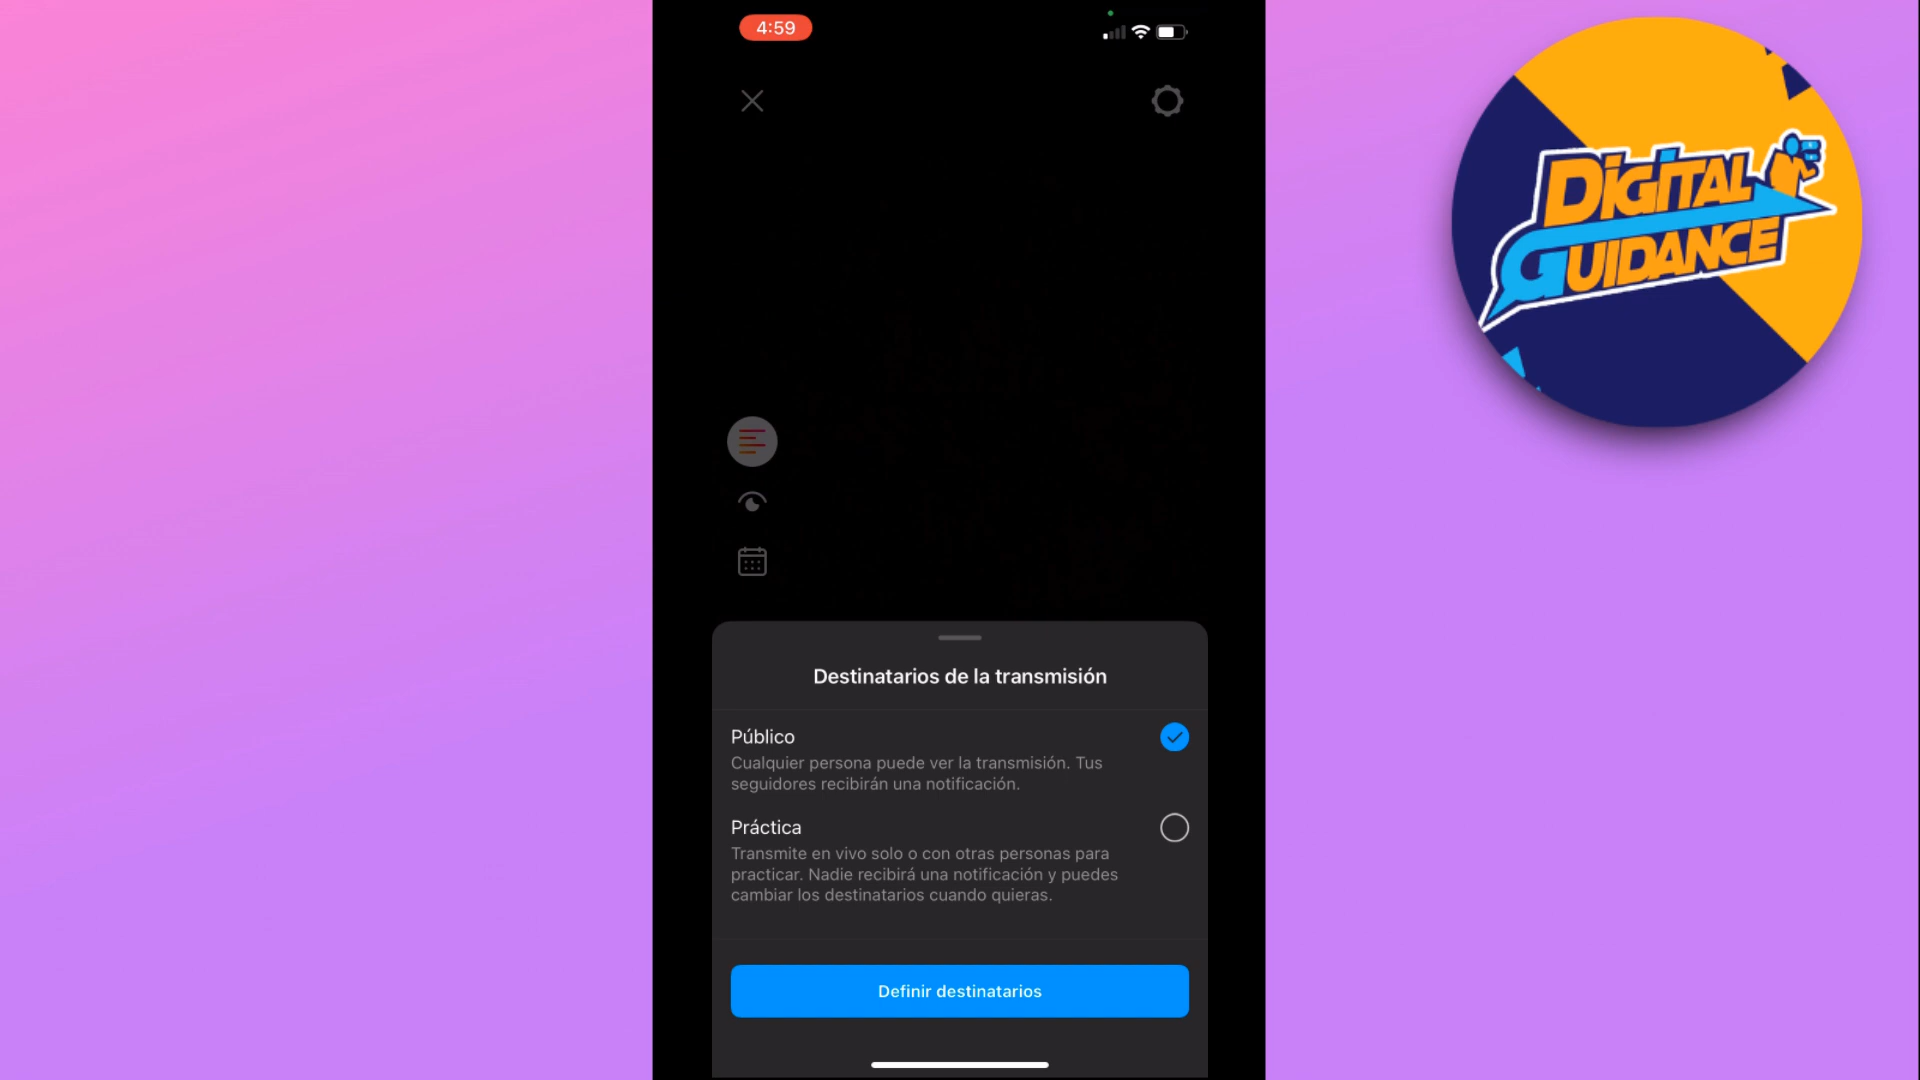 4:59
DIGITAL
GUIDANCE
Destinatarios de la transmisión
Público
Cualquier persona puede ver la transmisión. Tus
seguidores recibirán una notificación.
Práctica
Transmite en vivo solo o con otras personas para
practicar. Nadie recibirá una notificación y puedes
cambiar los destinatarios cuando quieras.
Definir destinatarios